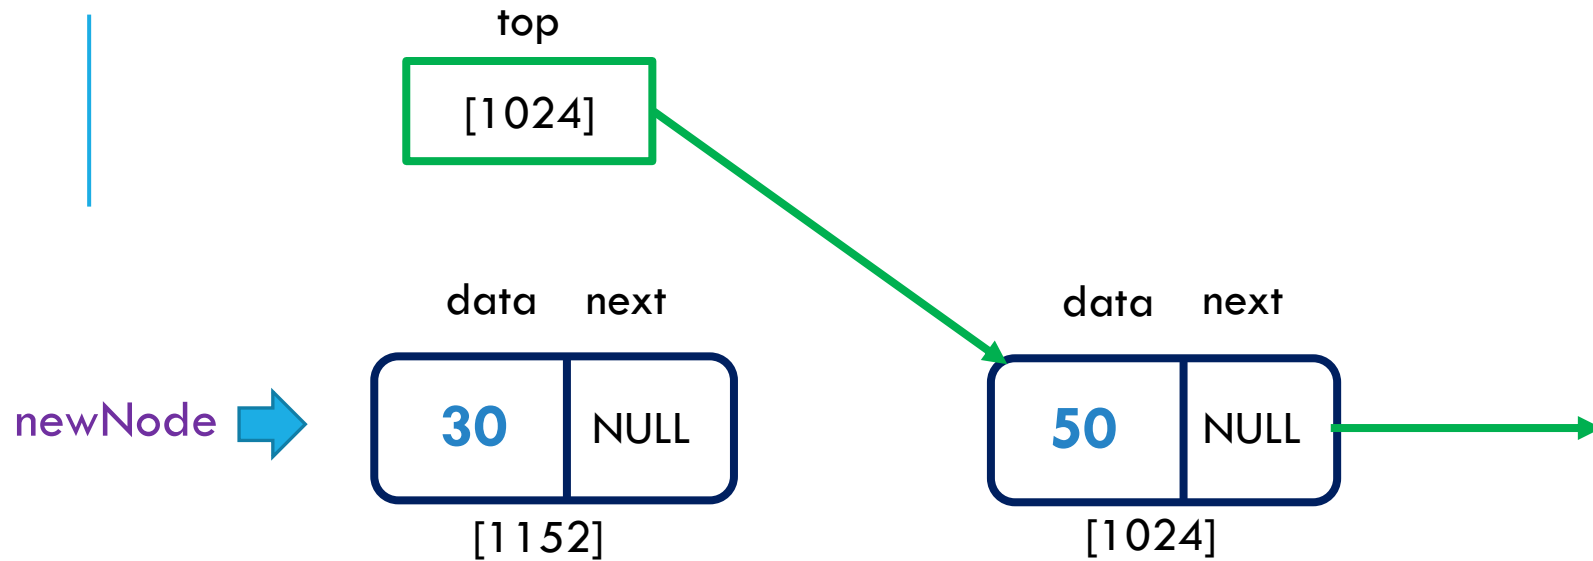 top
[1024]
data next
data next
newNode
30 NULL
50 NULL
[1152]
[1024]